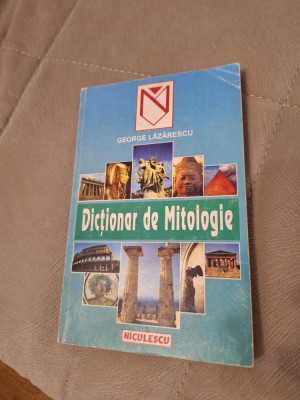 GEORGE LĂZĂRESCU
Dicționar de Mitologie
NICULESCU